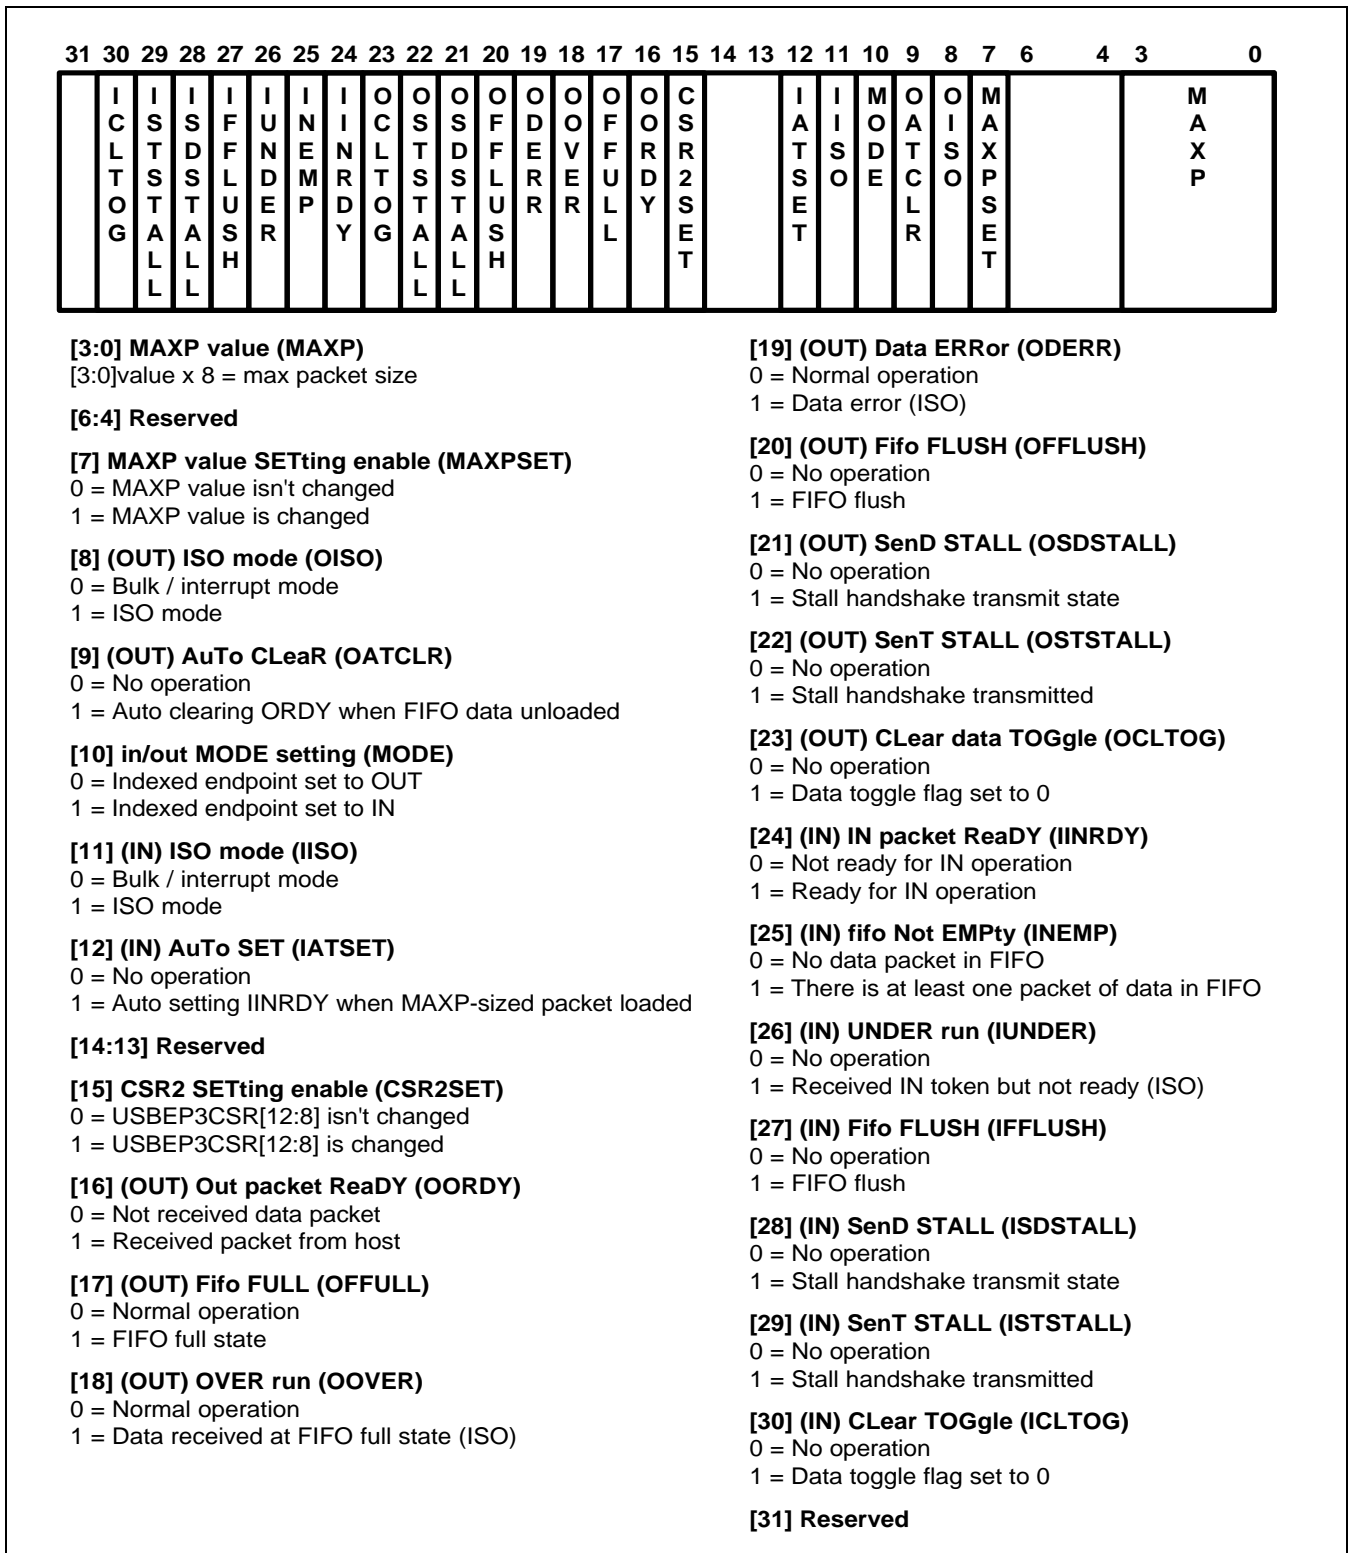 31 30 29 28 27 26 25 24 23 22 21 20 19 18 17 16 15 14 13 12 11 10 9 8 7 6 4 3 0
ICLTOG
ISTSTALL
ISDSTALL
IFFLUSH
IUNDER
INEMP
IINRDY
OCLTOG
OSTSTALL
OSDSTALL
OFFLUSH
ODERR
OOVER
OFFULL
OORDY
CSR2SET
IATSET
IISO
MODE
OATCLR
OISO
MAXPSET
MAXP
[3:0] MAXP value (MAXP)
[3:0]value x 8 = max packet size
[6:4] Reserved
[7] MAXP value SETting enable (MAXPSET)
0 = MAXP value isn't changed
1 = MAXP value is changed
[8] (OUT) ISO mode (OISO)
0 = Bulk / interrupt mode
1 = ISO mode
[9] (OUT) AuTo CLeaR (OATCLR)
0 = No operation
1 = Auto clearing ORDY when FIFO data unloaded
[10] in/out MODE setting (MODE)
0 = Indexed endpoint set to OUT
1 = Indexed endpoint set to IN
[11] (IN) ISO mode (IISO)
0 = Bulk / interrupt mode
1 = ISO mode
[12] (IN) AuTo SET (IATSET)
0 = No operation
1 = Auto setting IINRDY when MAXP-sized packet loaded
[14:13] Reserved
[15] CSR2 SETting enable (CSR2SET)
0 = USBEP3CSR[12:8] isn't changed
1 = USBEP3CSR[12:8] is changed
[16] (OUT) Out packet ReaDY (OORDY)
0 = Not received data packet
1 = Received packet from host
[17] (OUT) Fifo FULL (OFFULL)
0 = Normal operation
1 = FIFO full state
[18] (OUT) OVER run (OOVER)
0 = Normal operation
1 = Data received at FIFO full state (ISO)
[19] (OUT) Data ERRor (ODERR)
0 = Normal operation
1 = Data error (ISO)
[20] (OUT) Fifo FLUSH (OFFLUSH)
0 = No operation
1 = FIFO flush
[21] (OUT) SenD STALL (OSDSTALL)
0 = No operation
1 = Stall handshake transmit state
[22] (OUT) SenT STALL (OSTSTALL)
0 = No operation
1 = Stall handshake transmitted
[23] (OUT) CLear data TOGgle (OCLTOG)
0 = No operation
1 = Data toggle flag set to 0
[24] (IN) IN packet ReaDY (IINRDY)
0 = Not ready for IN operation
1 = Ready for IN operation
[25] (IN) fifo Not EMPty (INEMP)
0 = No data packet in FIFO
1 = There is at least one packet of data in FIFO
[26] (IN) UNDER run (IUNDER)
0 = No operation
1 = Received IN token but not ready (ISO)
[27] (IN) Fifo FLUSH (IFFLUSH)
0 = No operation
1 = FIFO flush
[28] (IN) SenD STALL (ISDSTALL)
0 = No operation
1 = Stall handshake transmit state
[29] (IN) SenT STALL (ISTSTALL)
0 = No operation
1 = Stall handshake transmitted
[30] (IN) CLear TOGgle (ICLTOG)
0 = No operation
1 = Data toggle flag set to 0
[31] Reserved